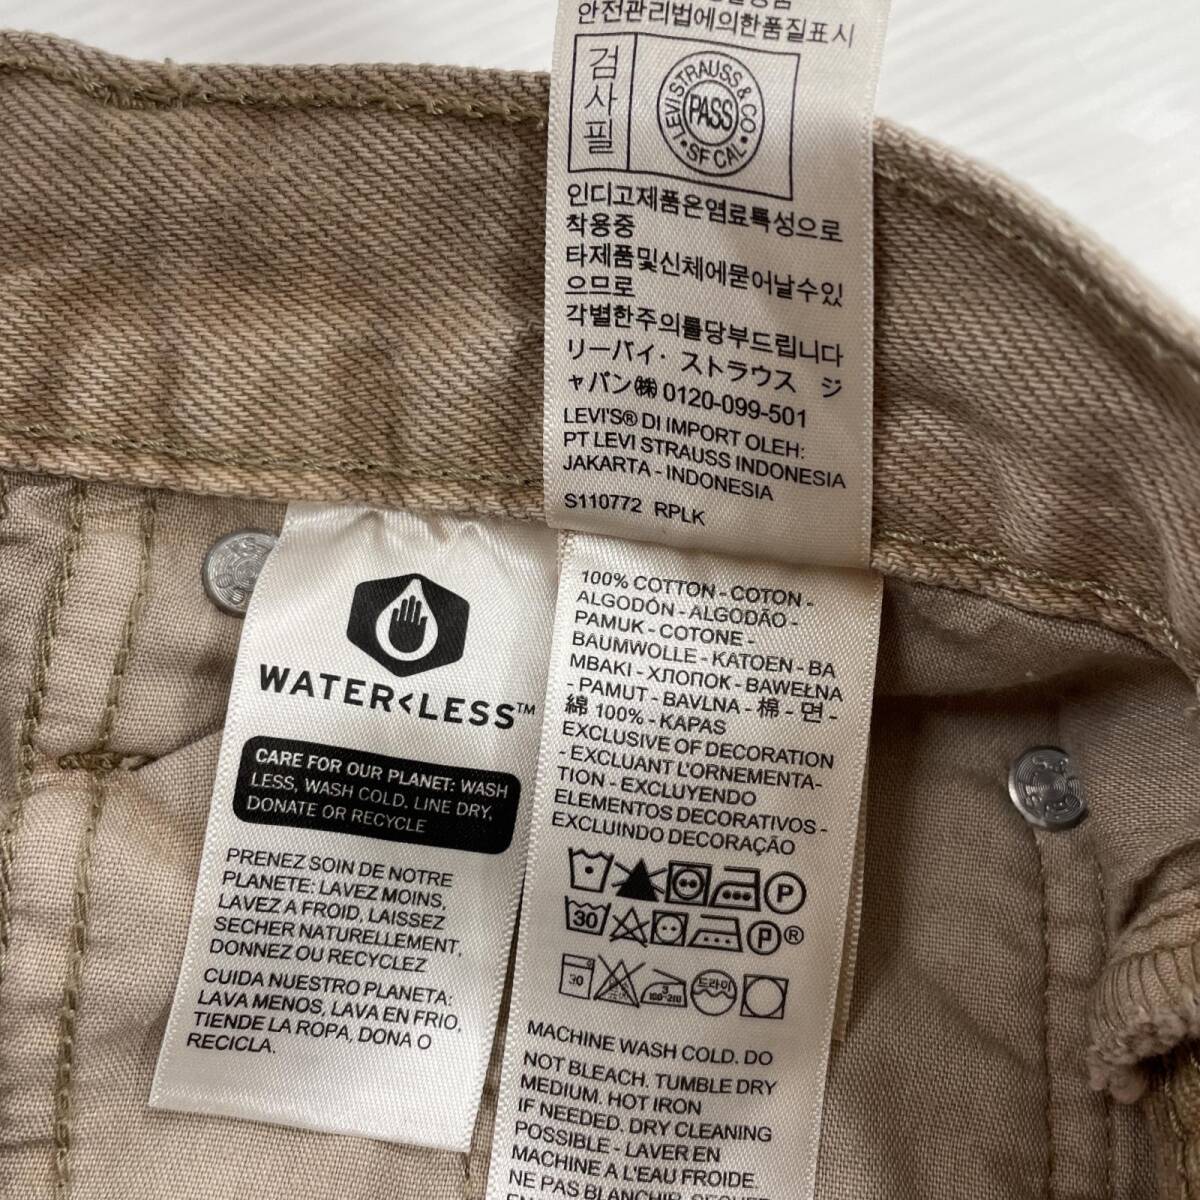 안전관리법에의한품질표시
검사필
LEVI STRAUSS & CO
PASS
SF CAL
인디고제품은염료특성으로
착용중
타제품및신체에묻어날수있
으므로
각별한주의를당부드립니다
リーバイ・ストラウス ジ
ャパン㈱0120-099-501
LEVI'S® DI IMPORT OLEH:
PT LEVI STRAUSS INDONESIA
JAKARTA - INDONESIA
S110772 RPLK
WATER<LESS™
CARE FOR OUR PLANET: WASH
LESS, WASH COLD. LINE DRY,
DONATE OR RECYCLE
PRENEZ SOIN DE NOTRE
PLANETE: LAVEZ MOINS,
LAVEZ A FROID, LAISSEZ
SECHER NATURELLEMENT,
DONNEZ OU RECYCLEZ
CUIDA NUESTRO PLANETA:
LAVA MENOS, LAVA EN FRIO,
TIENDE LA ROPA, DONA O
RECICLA.
100% COTTON - COTON -
ALGODÓN - ALGODÃO -
PAMUK - COTONE -
BAUMWOLLE - KATOEN - BA
MBAKI - ХЛОПОК - BAWEŁNA
- PAMUT - BAVLNA - 棉 - 면 -
綿 100% - KAPAS
EXCLUSIVE OF DECORATION
- EXCLUANT L'ORNEMENTA-
TION - EXCLUYENDO
ELEMENTOS DECORATIVOS -
EXCLUINDO DECORAÇÃO
P
30 P®
30 3 100~210 드라이
MACHINE WASH COLD. DO
NOT BLEACH. TUMBLE DRY
MEDIUM. HOT IRON
IF NEEDED. DRY CLEANING
POSSIBLE - LAVER EN
MACHINE A L'EAU FROIDE.
NE PAS BLANCHIR.